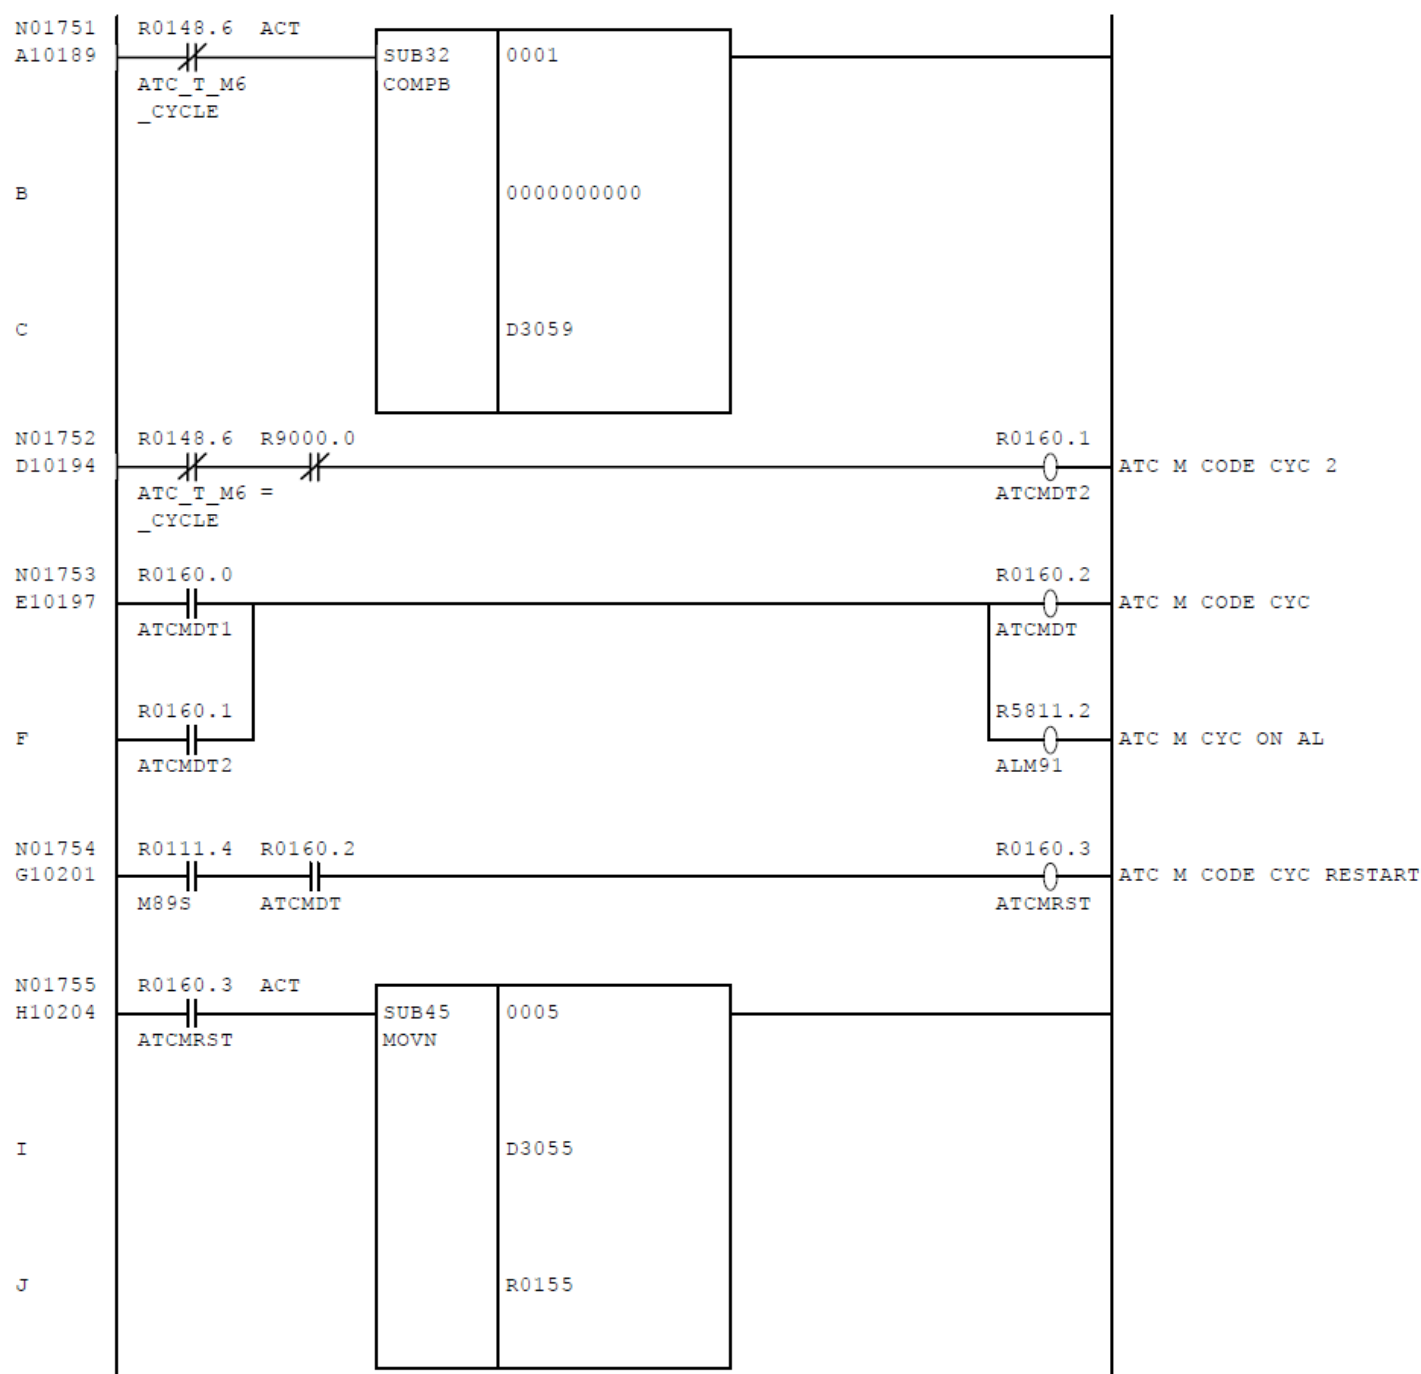 N01751 R0148.6 ACT
A10189 SUB32 0001
ATC_T_M6 COMPB
_CYCLE
B 0000000000
C D3059
N01752 R0148.6 R9000.0 R0160.1
D10194 ATC M CODE CYC 2
ATC_T_M6 = ATCMDT2
_CYCLE
N01753 R0160.0 R0160.2
E10197 ATC M CODE CYC
ATCMDT1 ATCMDT
R0160.1 R5811.2
F ATC M CYC ON AL
ATCMDT2 ALM91
N01754 R0111.4 R0160.2 R0160.3
G10201 ATC M CODE CYC RESTART
M89S ATCMDT ATCMRST
N01755 R0160.3 ACT
H10204 SUB45 0005
ATCMRST MOVN
I D3055
J R0155